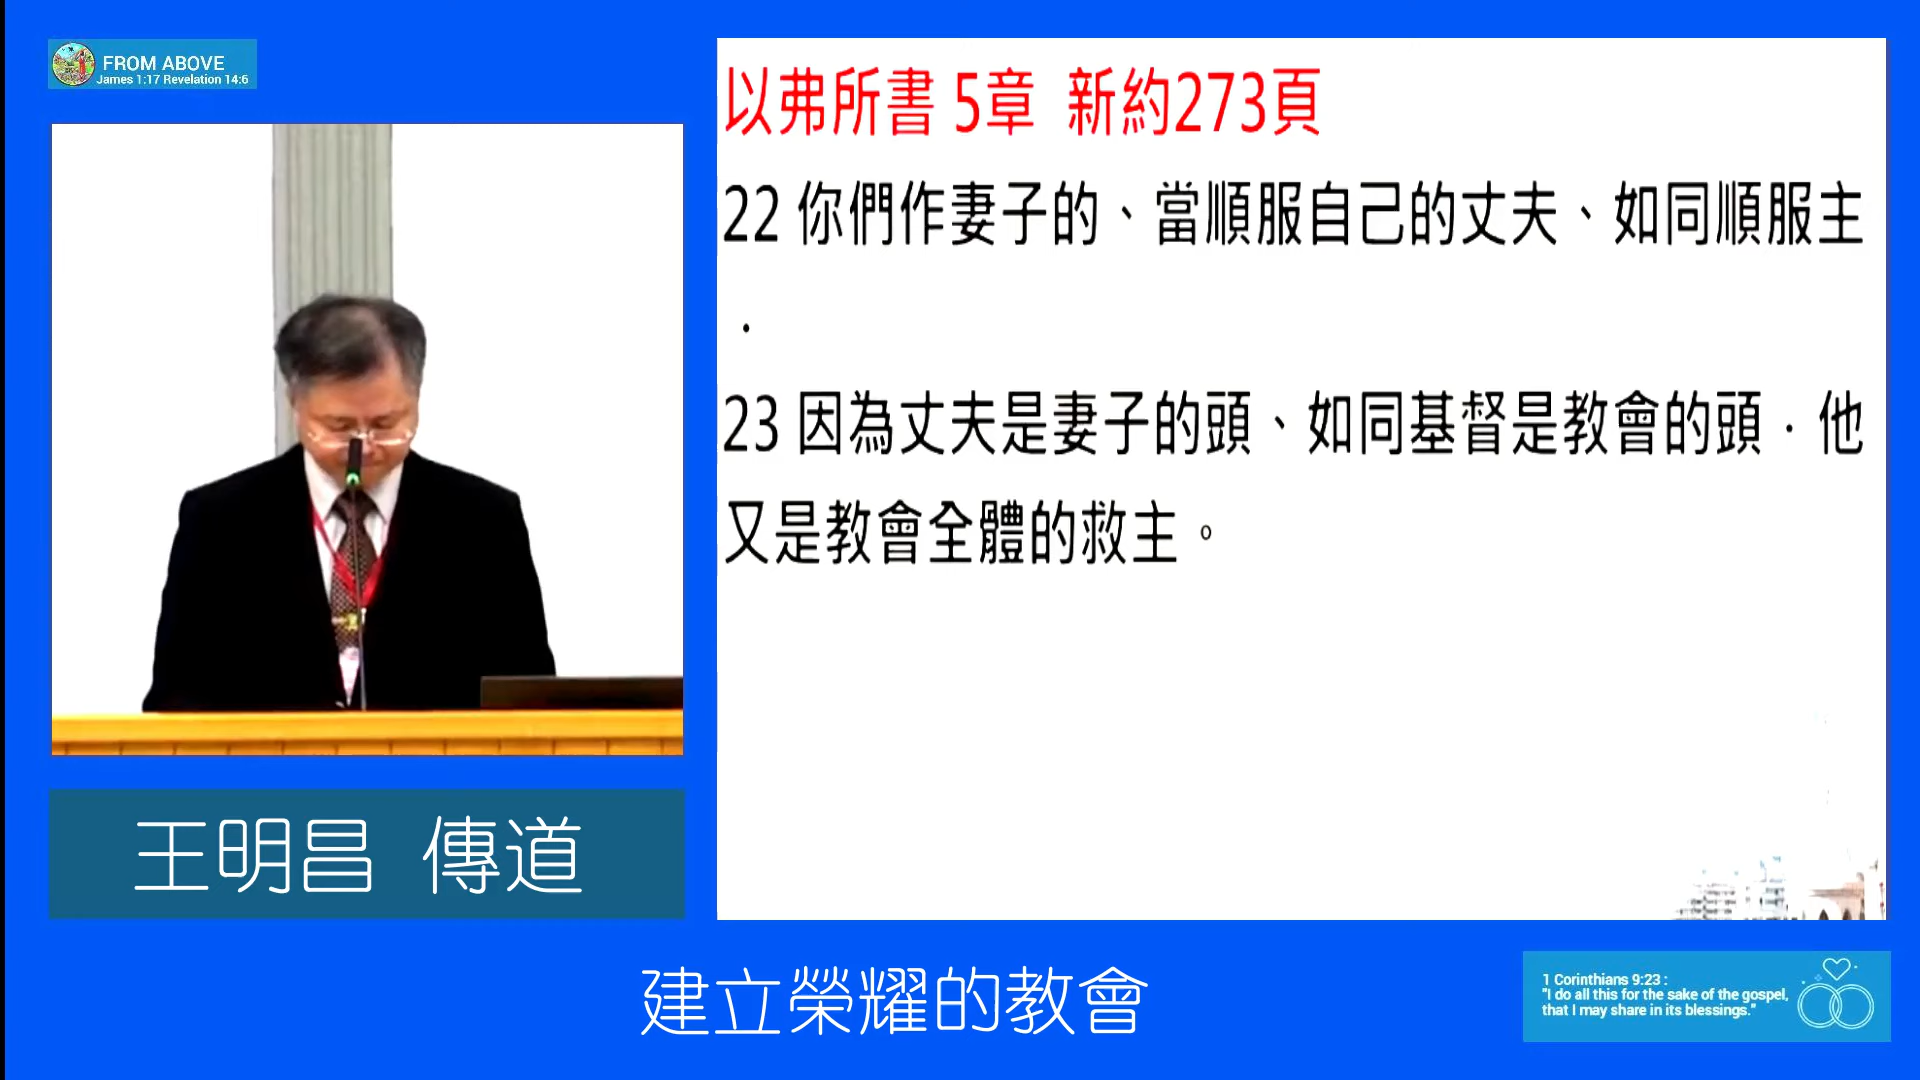 FROM ABOVE
James 1:17 Revelation 14:6
以弗所書 5章 新約273頁
22 你們作妻子的、當順服自己的丈夫、如同順服主
．
23 因為丈夫是妻子的頭、如同基督是教會的頭．他
又是教會全體的救主。
王明昌 傳道
建立榮耀的教會
1 Corinthians 9:23 :
"I do all this for the sake of the gospel,
that I may share in its blessings."